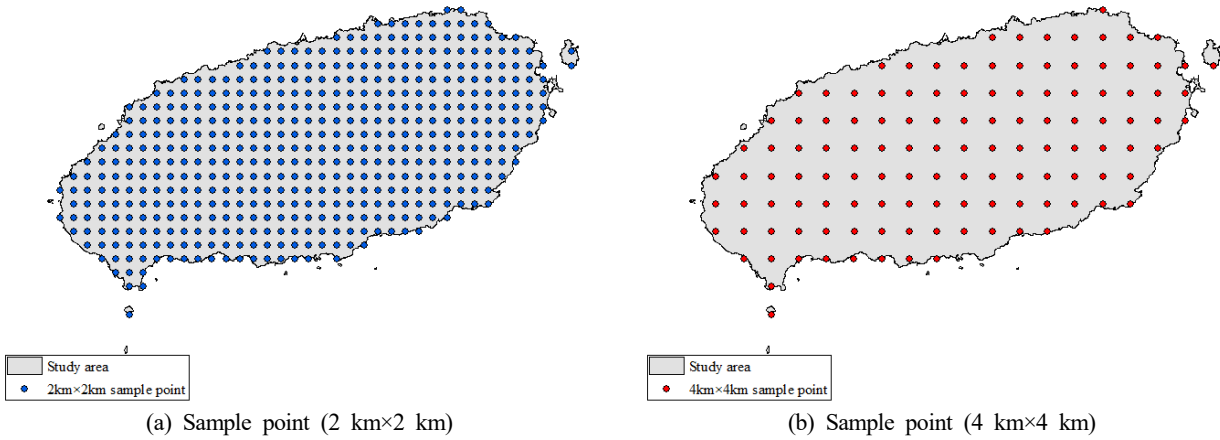 Study area
2km×2km sample point
(a) Sample point (2 km×2 km)
Study area
4km×4km sample point
(b) Sample point (4 km×4 km)